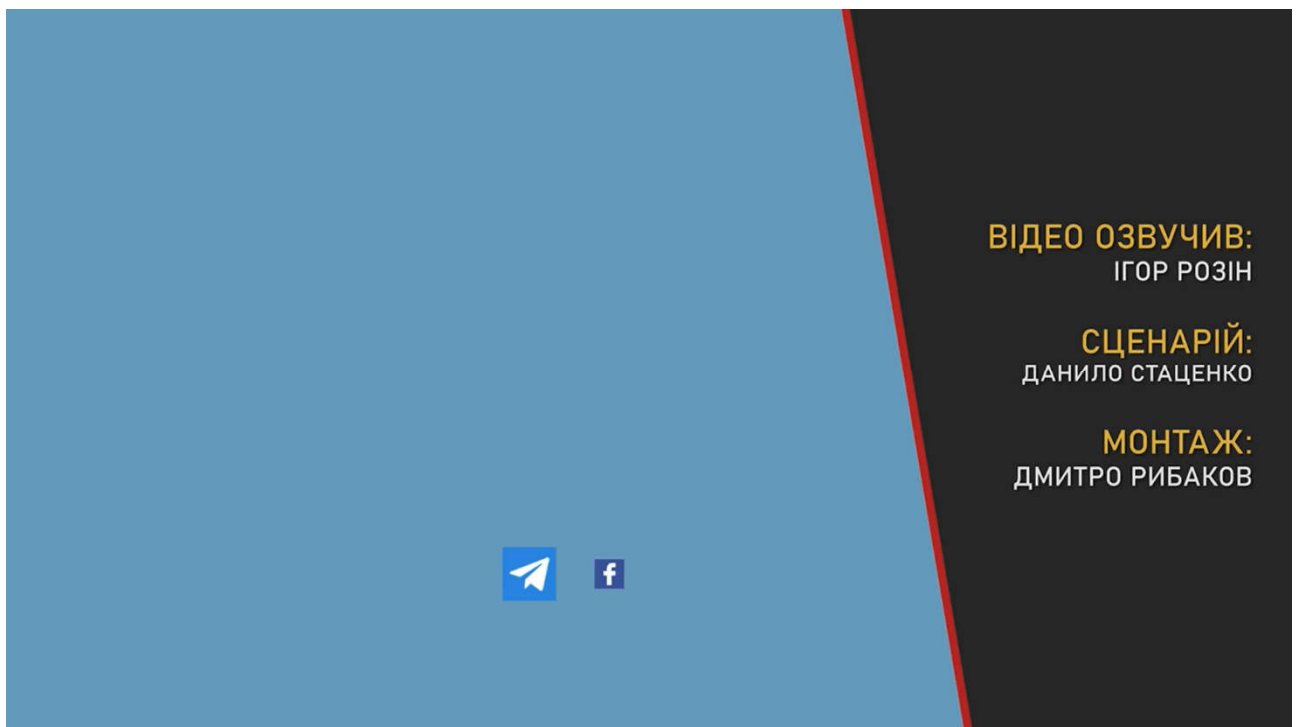 ВІДЕО ОЗВУЧИВ:
ІГОР РОЗІН
СЦЕНАРІЙ:
ДАНИЛО СТАЦЕНКО
МОНТАЖ:
ДМИТРО РИБАКОВ